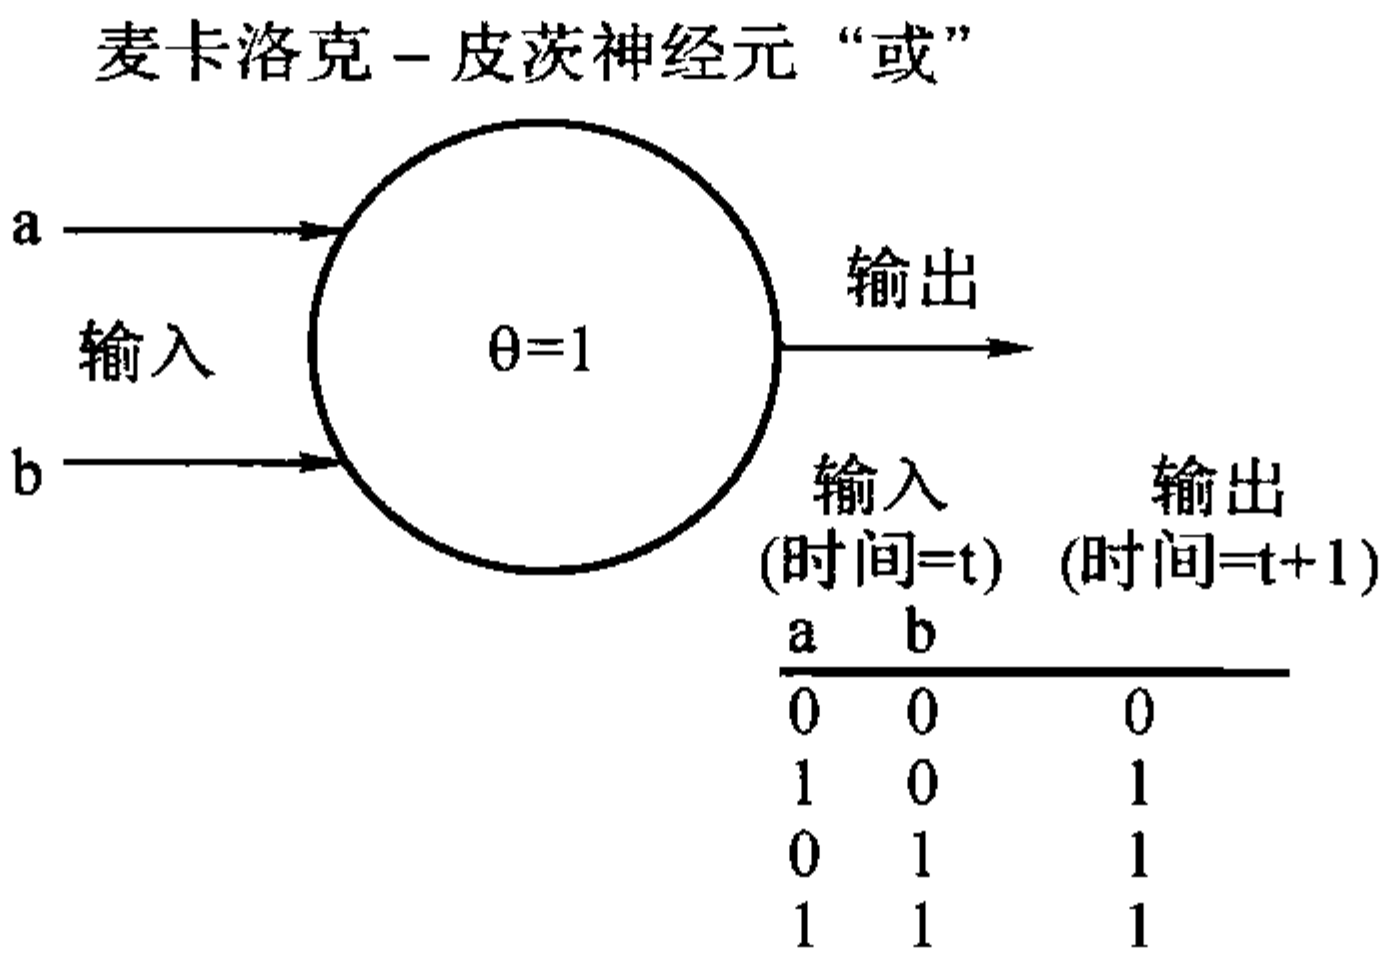 麦卡洛克－皮茨神经元 “或”
a
输出
输入
θ=1
b
输入 输出
(时间=t) (时间=t+1)
a b
0 0 0
1 0 1
0 1 1
1 1 1